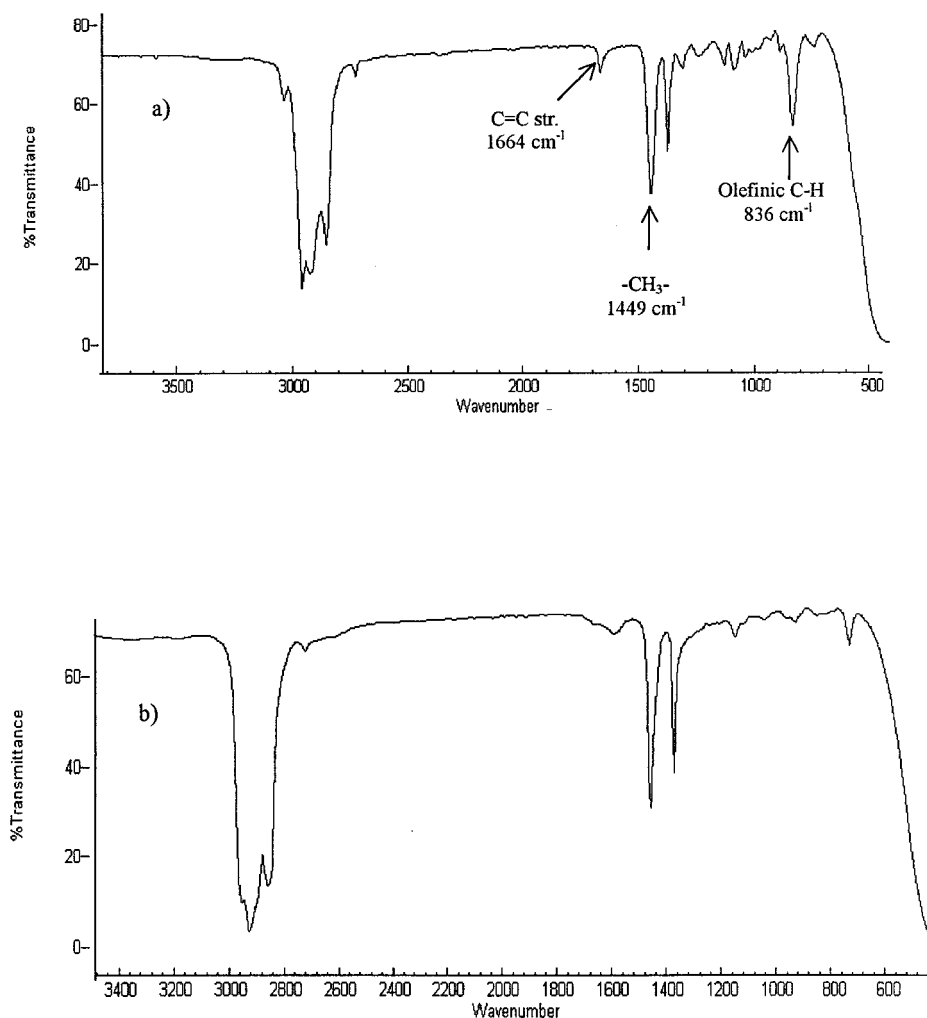 80-
60-
40-
20-
0-
%Transmittance
a)
C=C str.
1664 cm-1
Olefinic C-H
836 cm-1
-CH3-
1449 cm-1
3500 3000 2500 2000 1500 1000 500
Wavenumber
60-
40-
20-
0-
%Transmittance
b)
3400 3200 3000 2800 2600 2400 2200 2000 1800 1600 1400 1200 1000 800 600
Wavenumber